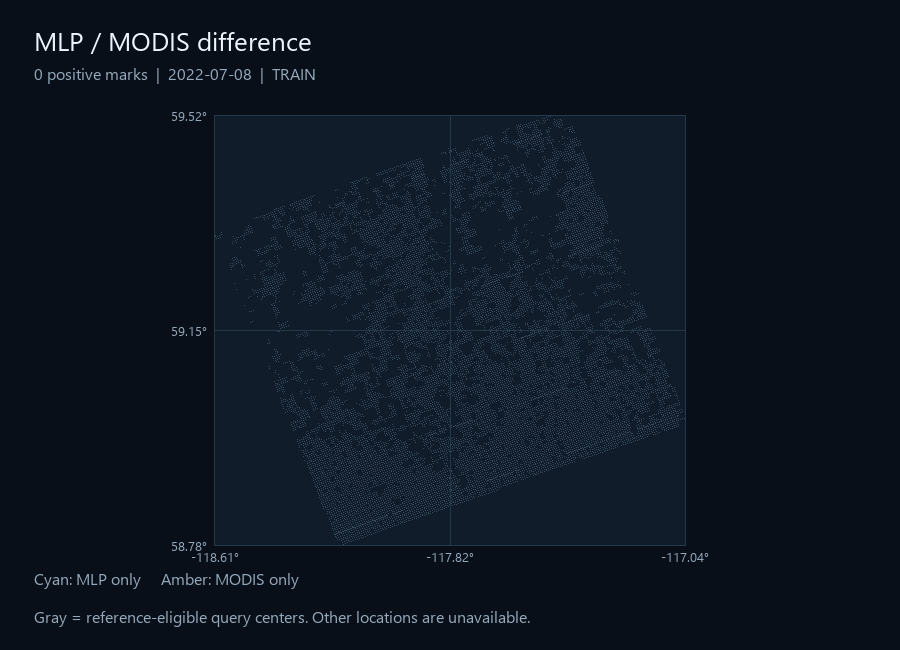 MLP / MODIS difference
0 positive marks  |  2022-07-08  |  TRAIN
59.52°
59.15°
58.78°
-118.61°
-117.82°
-117.04°
Cyan: MLP only     Amber: MODIS only
Gray = reference-eligible query centers. Other locations are unavailable.